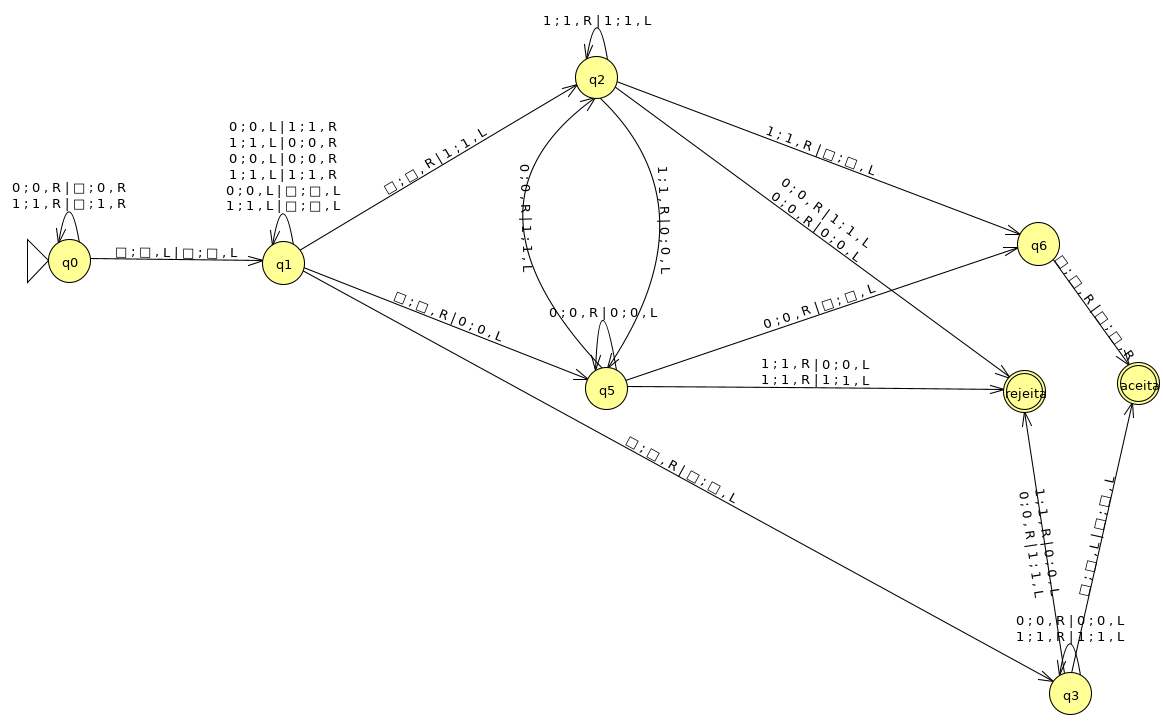 1;1,R|1;1,L
q2
0;0,L|1;1,R
1;1,L|0;0,R
0;0,L|0;0,R
1;1,L|1;1,R
0;0,L|□;□,L
1;1,L|□;□,L
0;0,R|□;0,R
1;1,R|□;1,R
□;□,R|1;1,L
1;1,R|□;□,L
0;0,R|1;1,L
0;0,R|0;0,L
0;0,R|1;1,L
1;1,R|0;0,L
q0
□;□,L|□;□,L
q1
q6
□;□,R|□;□,R
□;□,R|0;0,L
0;0,R|0;0,L
0;0,R|□;□,L
q5
1;1,R|0;0,L
1;1,R|1;1,L
rejeita
aceita
□;□,R|□;□,L
1;1,R|0;0,L
0;0,R|1;1,L
□;□,L|□;□,L
0;0,R|0;0,L
1;1,R|1;1,L
q3